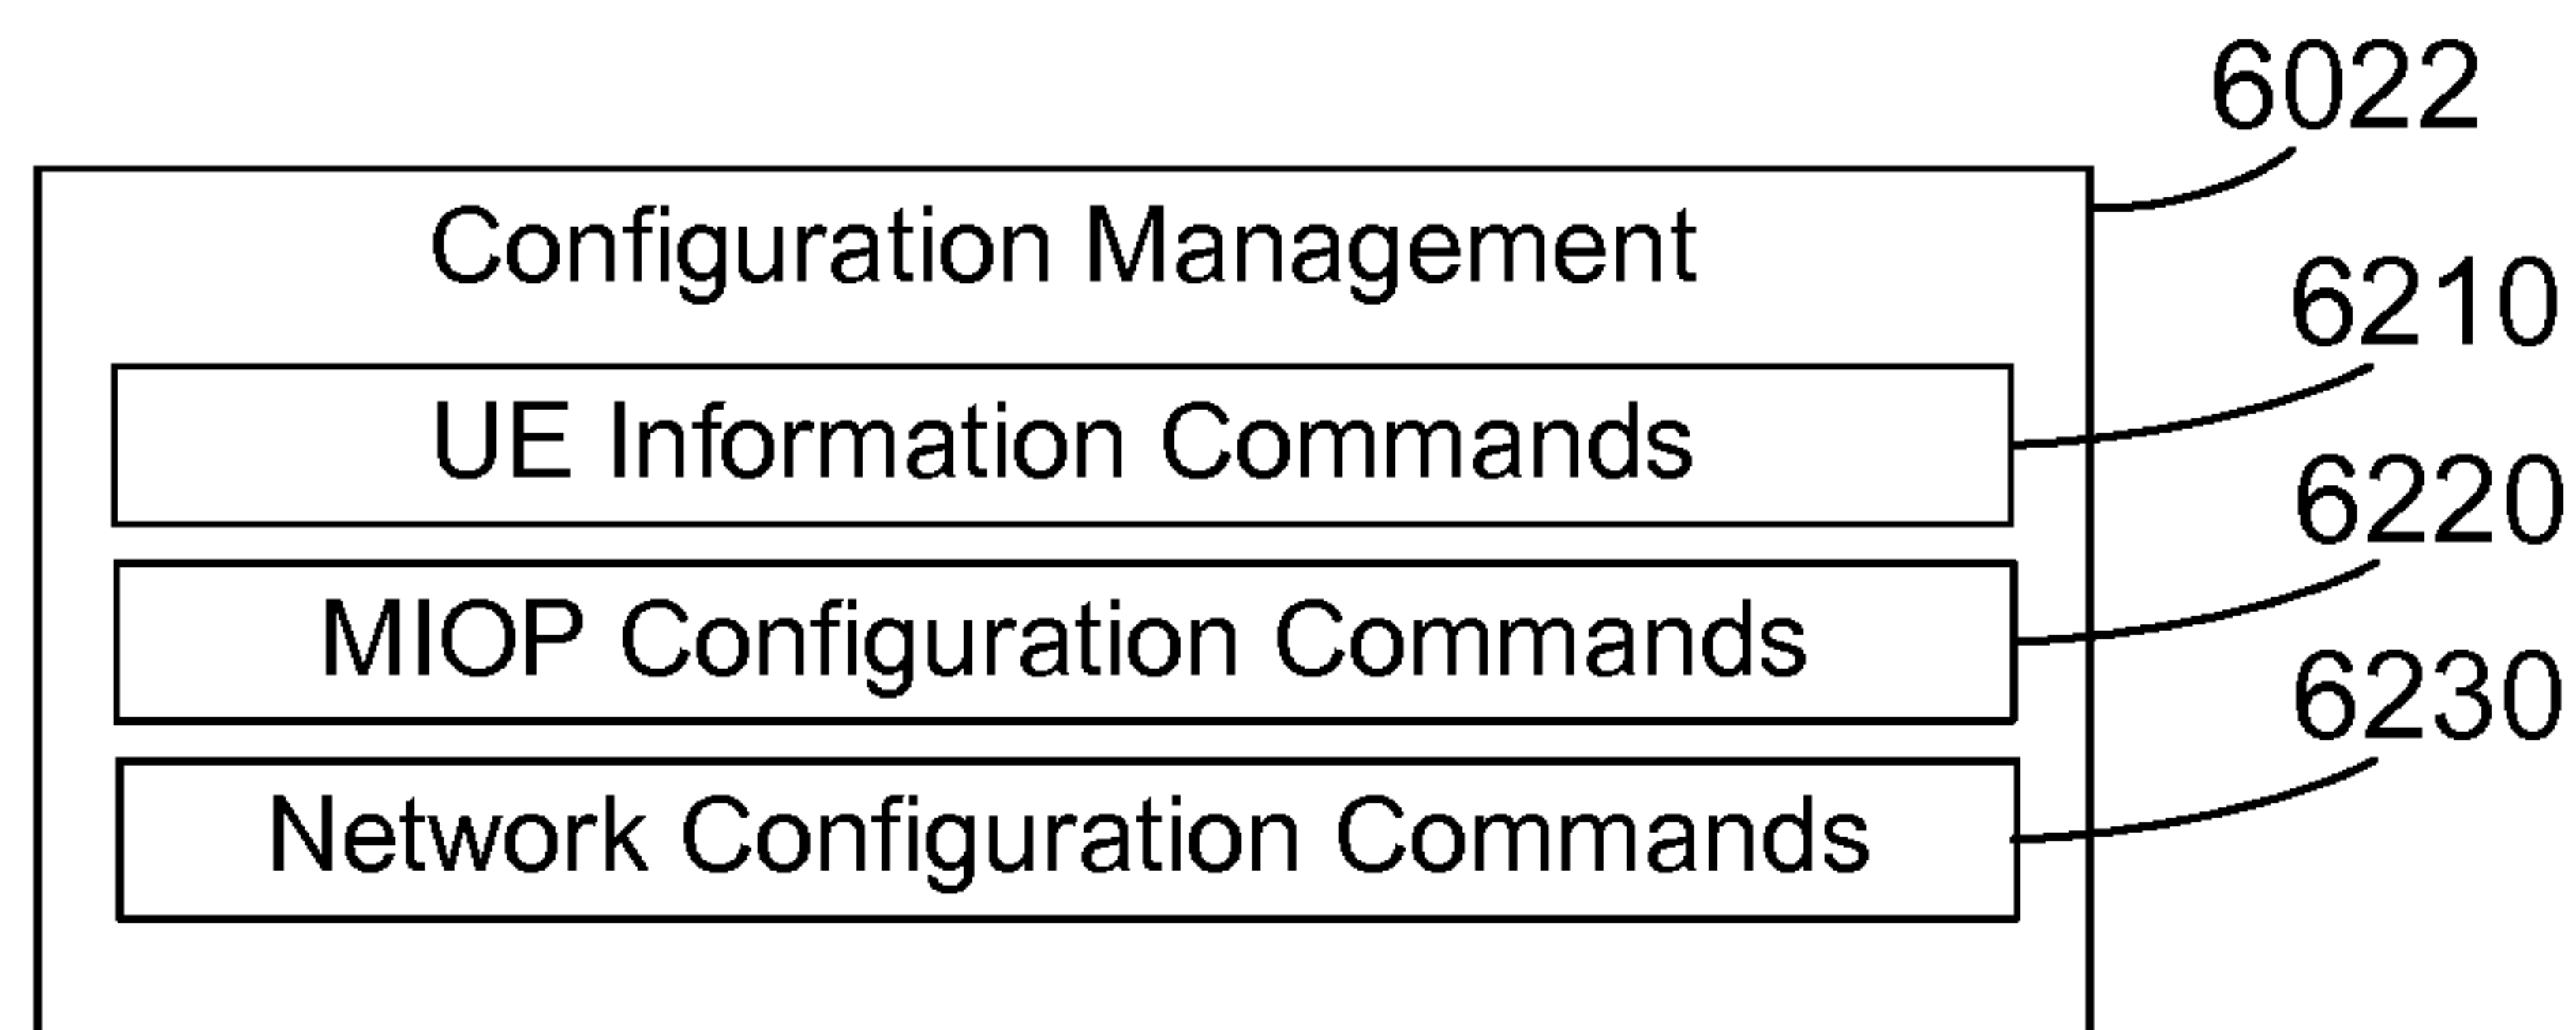 6022
Configuration Management
6210
UE Information Commands
6220
MIOP Configuration Commands
6230
Network Configuration Commands